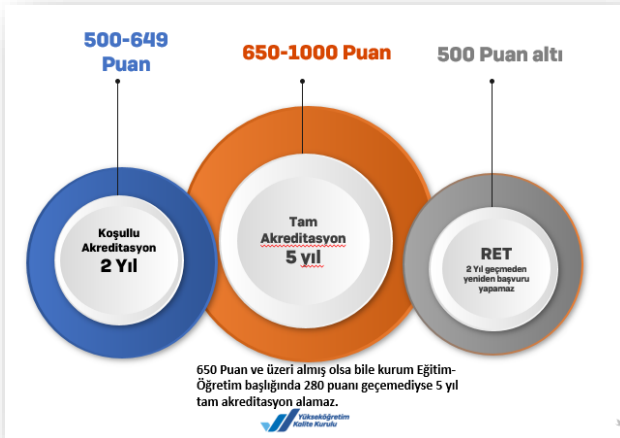 500-649
Puan
650-1000 Puan
500 Puan altı
Koşullu
Akreditasyon
2 Yıl
Tam
Akreditasyon
5 yıl
RET
2 Yıl geçmeden
yeniden başvuru
yapamaz
650 Puan ve üzeri almış olsa bile kurum Eğitim-
Öğretim başlığında 280 puanı geçemediyse 5 yıl
tam akreditasyon alamaz.
Yükseköğretim
Kalite Kurulu